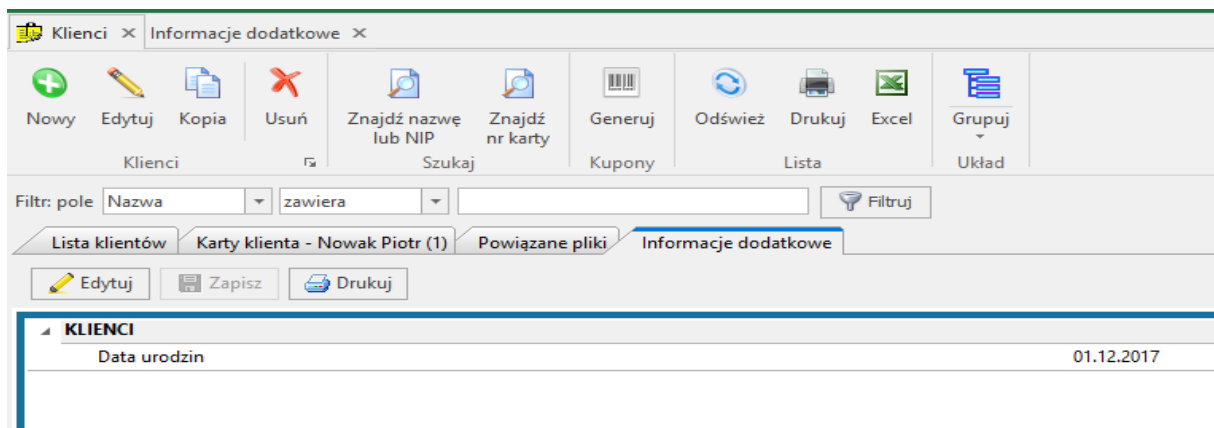 Klienci × Informacje dodatkowe ×
Nowy Edytuj Kopia Usuń Znajdź nazwę Znajdź Generuj Odśwież Drukuj Excel Grupuj
lub NIP nr karty
Klienci Szukaj Kupony Lista Układ
Filtr: pole Nazwa zawiera Filtruj
Lista klientów Karty klienta - Nowak Piotr (1) Powiązane pliki Informacje dodatkowe
Edytuj Zapisz Drukuj
KLIENCI
Data urodzin 01.12.2017